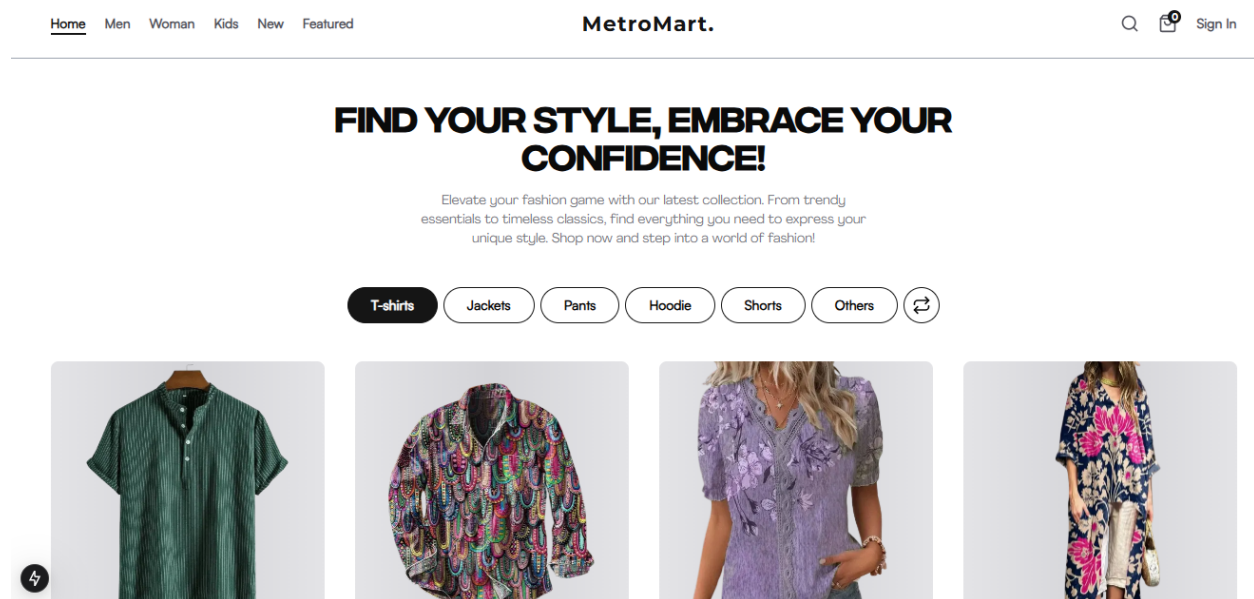 Home Men Woman Kids New Featured
MetroMart.
0
Sign In
FIND YOUR STYLE, EMBRACE YOUR
CONFIDENCE!
Elevate your fashion game with our latest collection. From trendy
essentials to timeless classics, find everything you need to express your
unique style. Shop now and step into a world of fashion!
T-shirts Jackets Pants Hoodie Shorts Others